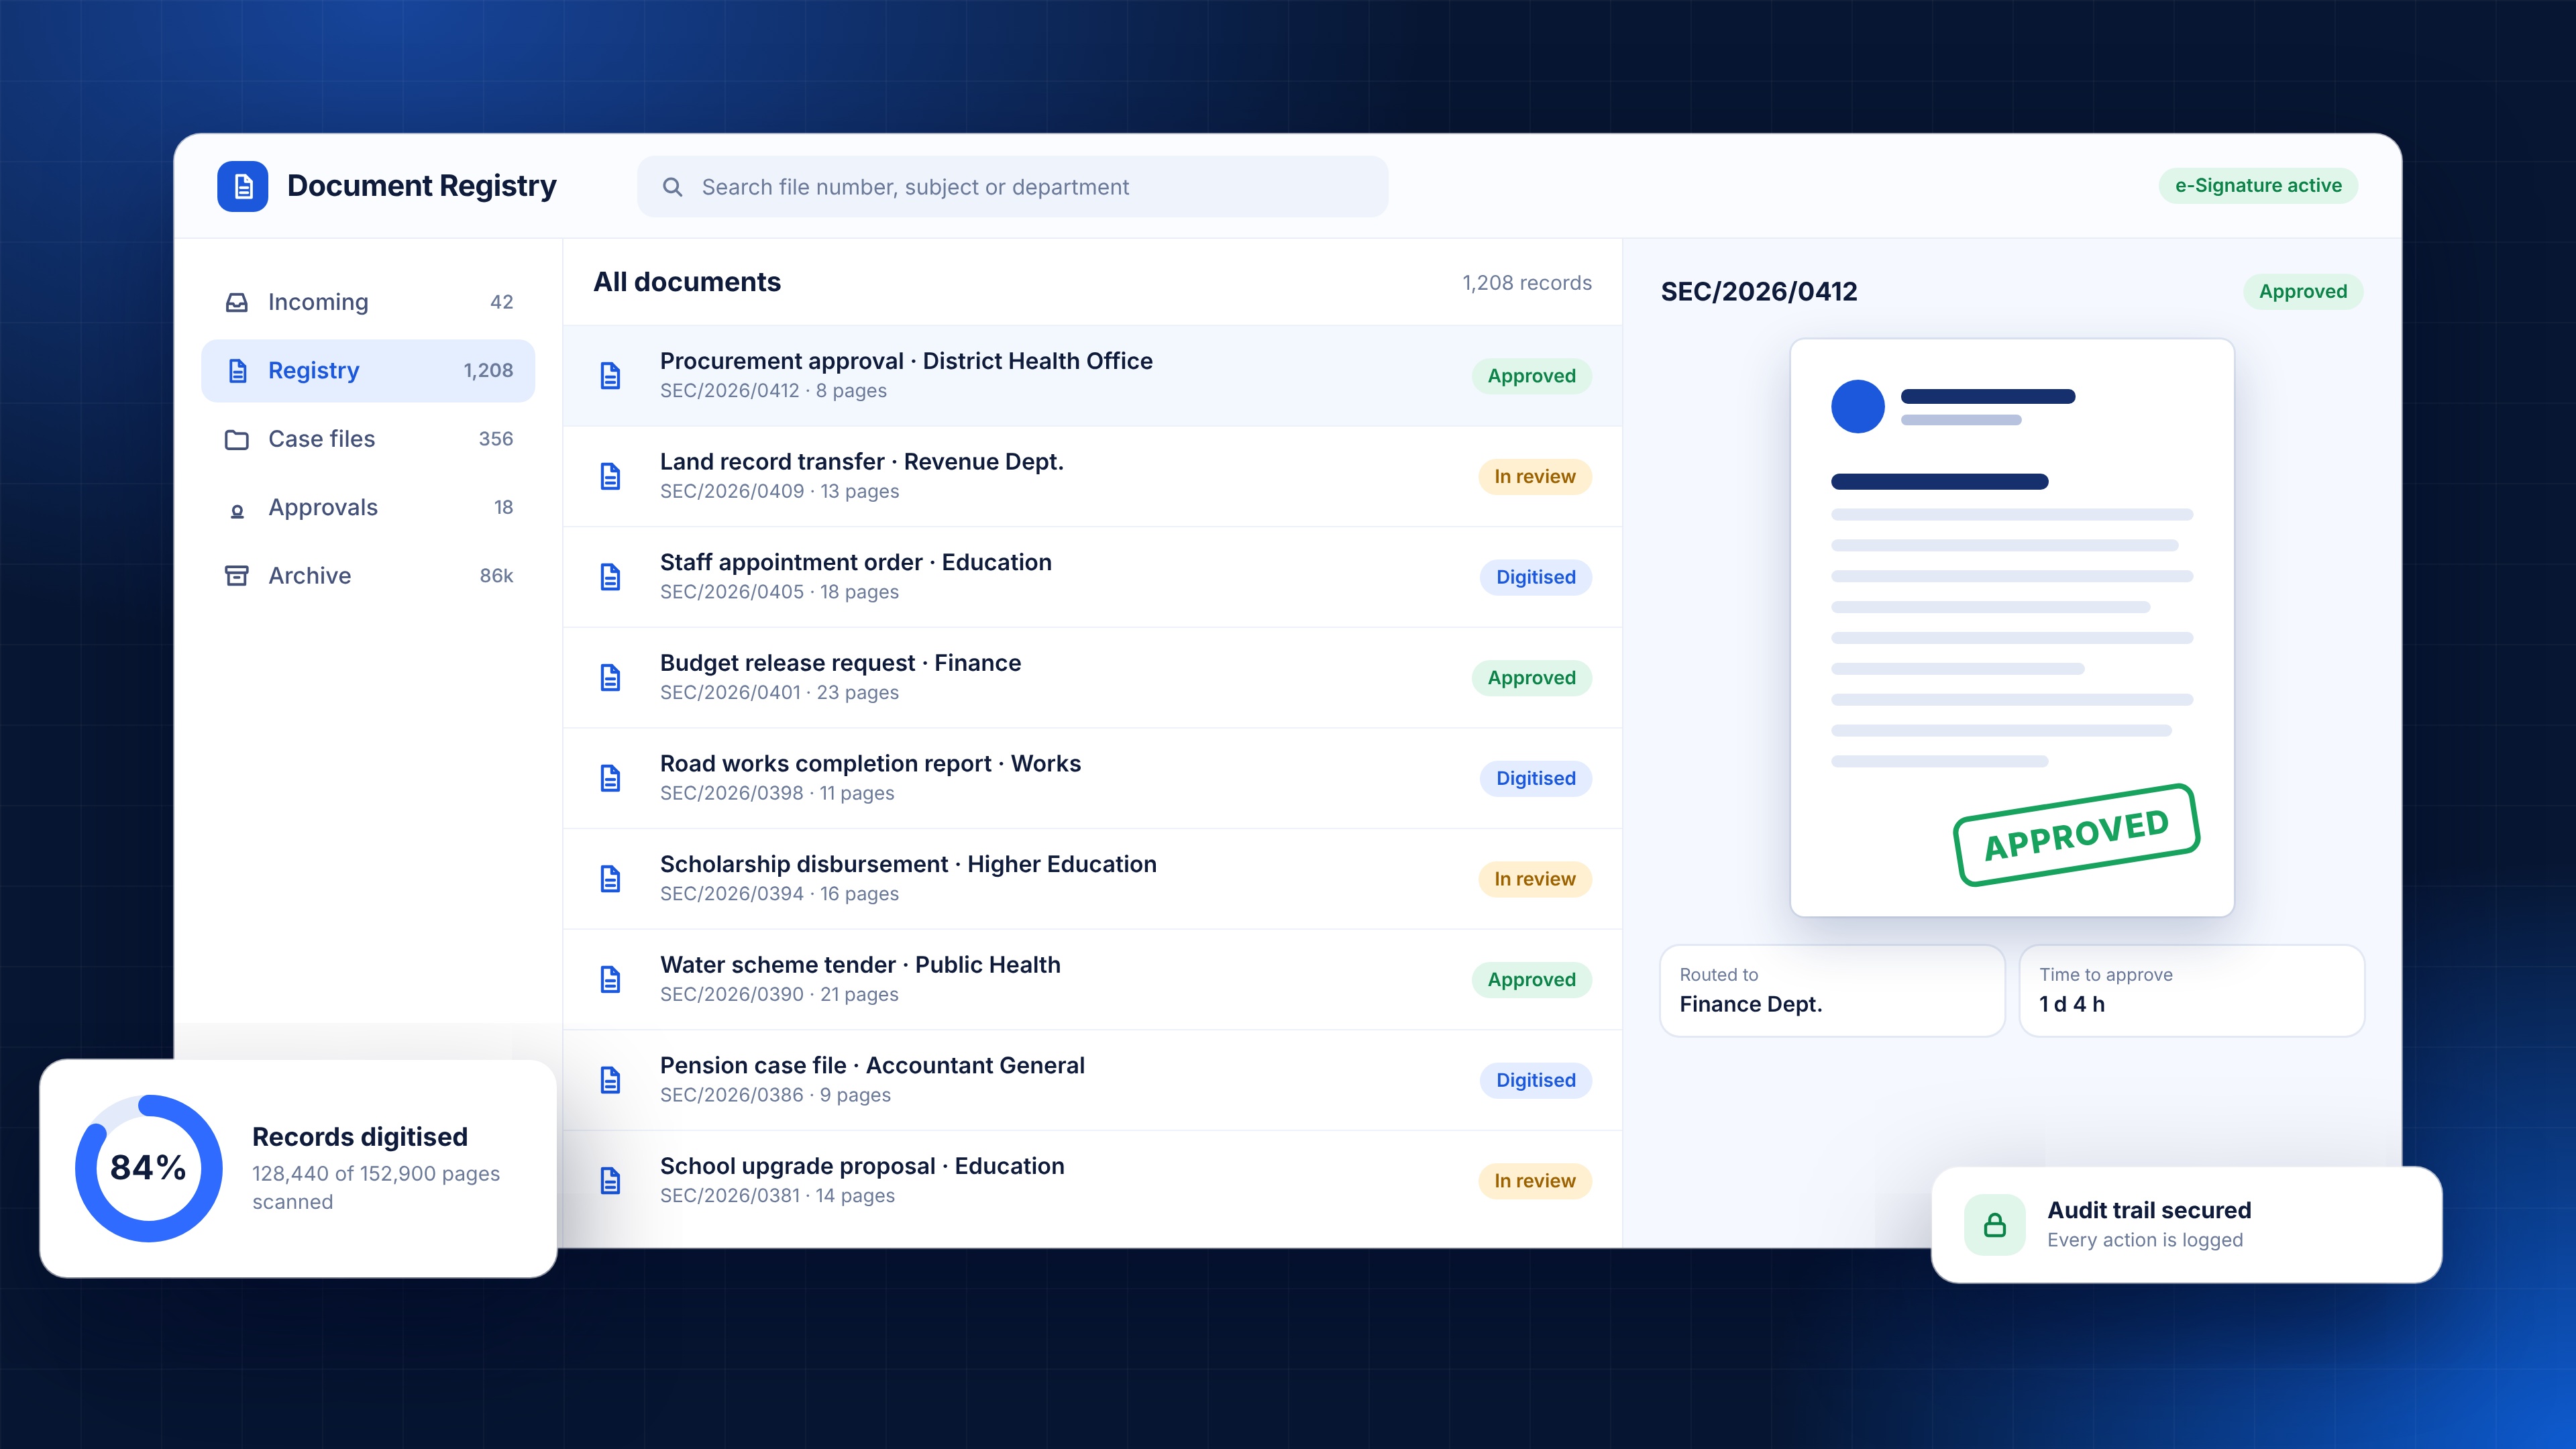 Document Registry
Search file number, subject or department
e-Signature active
Incoming 42
Registry 1,208
Case files 356
Approvals 18
Archive 86k
All documents 1,208 records
Procurement approval · District Health Office
SEC/2026/0412 · 8 pages
Approved
Land record transfer · Revenue Dept.
SEC/2026/0409 · 13 pages
In review
Staff appointment order · Education
SEC/2026/0405 · 18 pages
Digitised
Budget release request · Finance
SEC/2026/0401 · 23 pages
Approved
Road works completion report · Works
SEC/2026/0398 · 11 pages
Digitised
Scholarship disbursement · Higher Education
SEC/2026/0394 · 16 pages
In review
Water scheme tender · Public Health
SEC/2026/0390 · 21 pages
Approved
Pension case file · Accountant General
SEC/2026/0386 · 9 pages
Digitised
School upgrade proposal · Education
SEC/2026/0381 · 14 pages
In review
SEC/2026/0412
Approved
APPROVED
Routed to
Finance Dept.
Time to approve
1 d 4 h
84%
Records digitised
128,440 of 152,900 pages
scanned
Audit trail secured
Every action is logged